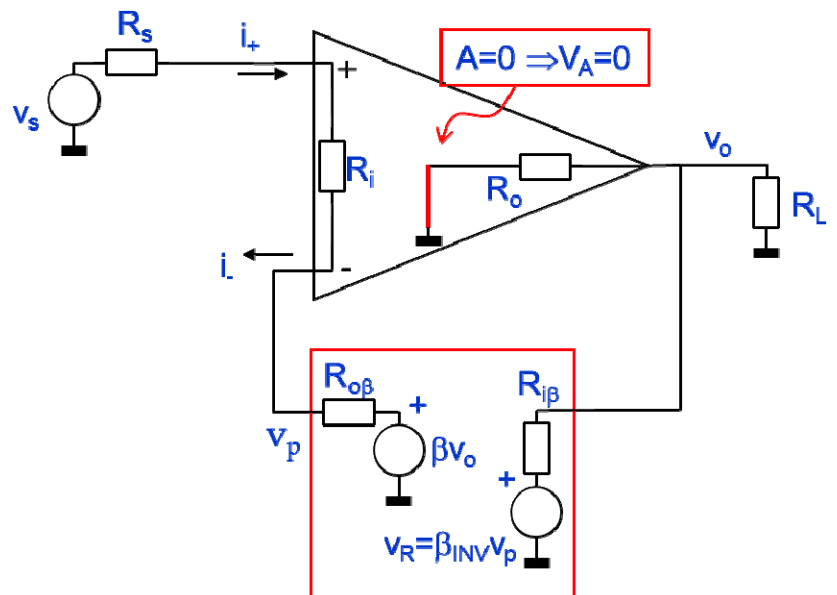 Rs
i+
A=0 ⇒VA=0
+
vs
vo
Ri
Ro
RL
i-
-
Roβ
+
Riβ
vp
βvo
+
vR=βINVvp